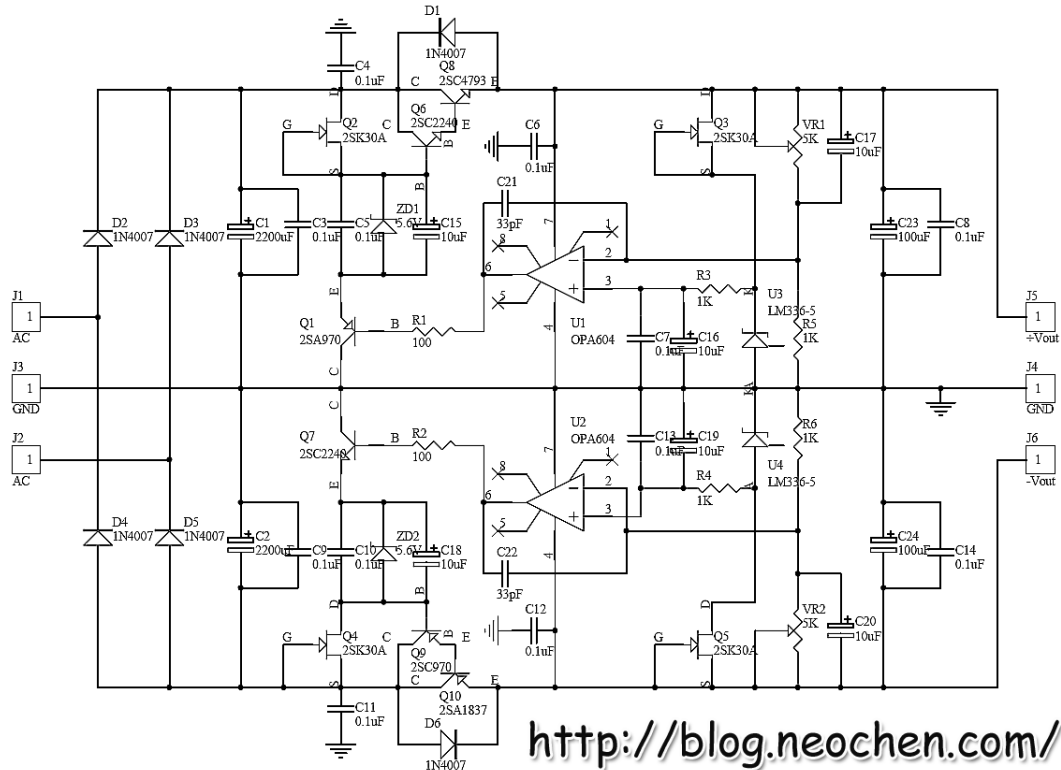 D1
1N4007
C4
0.1uF
Q8
2SC4793
C
E
D
Q6
2SC2240
C
E
B
G
Q2
2SK30A
S
B
C6
0.1uF
G
Q3
2SK30A
D
S
VR1
5K
C17
10uF
D2
1N4007
D3
1N4007
C1
2200uF
C3
0.1uF
C5
0.1uF
ZD1
5.6V
C15
10uF
C21
33pF
7
8
1
6
2
5
3
4
U1
OPA604
C23
100uF
C8
0.1uF
J1
1
AC
E
Q1
2SA970
B
C
R1
100
R3
1K
K
U3
LM336-5
C7
0.1uF
C16
10uF
R5
1K
J5
1
+Vout
J3
1
GND
J4
1
GND
C
Q7
2SC2240
B
E
R2
100
U2
OPA604
7
8
1
6
2
5
3
4
C13
0.1uF
C19
10uF
R4
1K
K
A
A
U4
LM336-5
R6
1K
J2
1
AC
J6
1
-Vout
D4
1N4007
D5
1N4007
C2
2200uF
C9
0.1uF
C10
0.1uF
ZD2
5.6V
C18
10uF
C22
33pF
C24
100uF
C14
0.1uF
D
G
Q4
2SK30A
S
B
C
B
E
Q9
2SC970
C
E
Q10
2SA1837
C12
0.1uF
D
G
Q5
2SK30A
S
VR2
5K
C20
10uF
C11
0.1uF
D6
1N4007
http://blog.neochen.com/